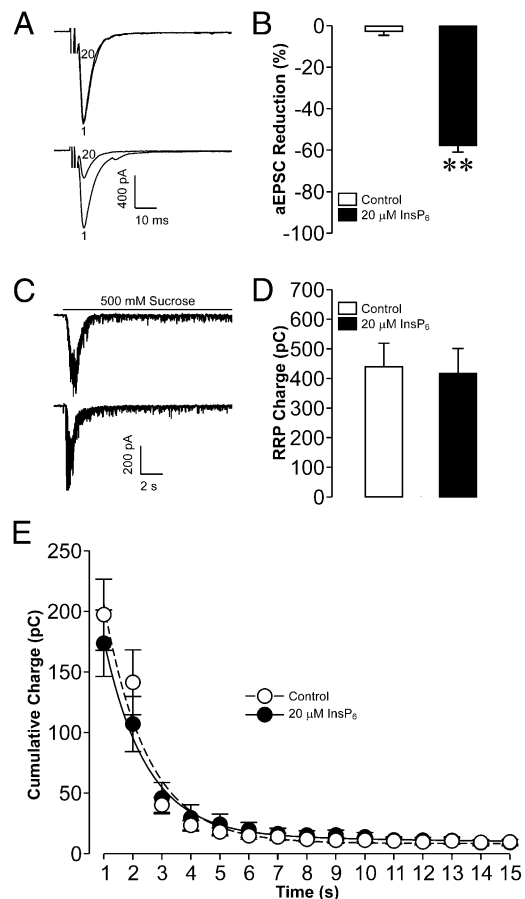 A
20
1
20
1
400 pA
10 ms
B
aEPSC Reduction (%)
0
-20
-40
-60
-80
-100
**
Control
20 μM InsP6
C
500 mM Sucrose
200 pA
2 s
D
RRP Charge (pC)
700
600
500
400
300
200
100
0
Control
20 μM InsP6
E
Cumulative Charge (pC)
250
200
150
100
50
0
Control
20 μM InsP6
1 2 3 4 5 6 7 8 9 10 11 12 13 14 15
Time (s)